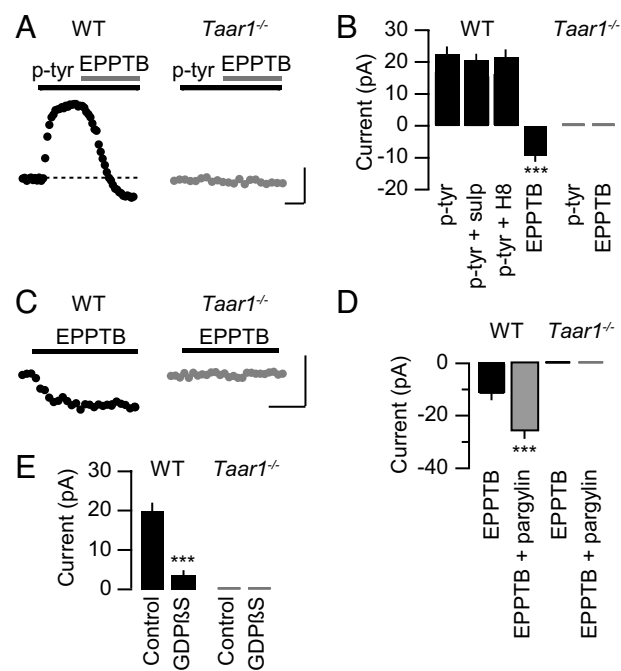 A
WT
Taar1-/-
p-tyr
EPPTB
p-tyr
EPPTB
B
WT
Taar1-/-
Current (pA)
30
20
10
0
-10
-20
***
p-tyr
p-tyr + sulp
p-tyr + H8
EPPTB
p-tyr
EPPTB
C
WT
Taar1-/-
EPPTB
EPPTB
D
WT
Taar1-/-
Current (pA)
0
-20
-40
***
EPPTB
EPPTB + pargylin
EPPTB
EPPTB + pargylin
E
WT
Taar1-/-
Current (pA)
30
20
10
0
***
Control
GDPßS
Control
GDPßS